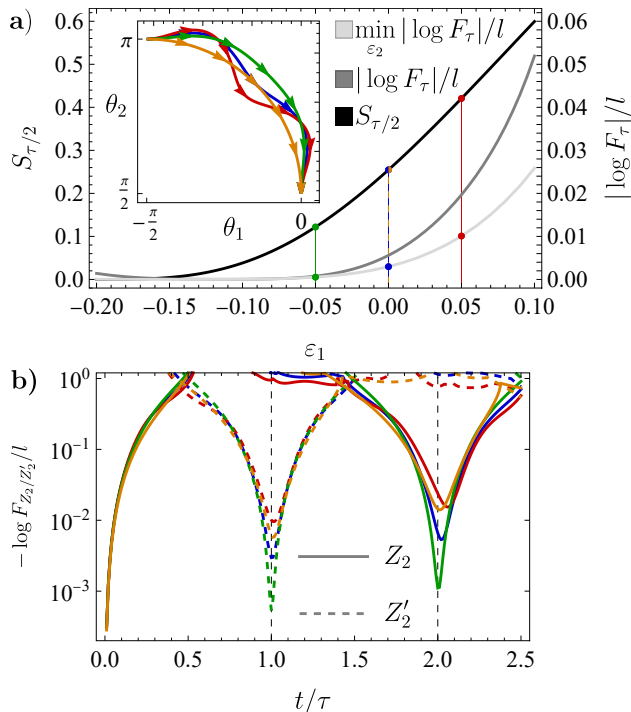 a)
0.6
0.5
0.4
0.3
0.2
0.1
0.0
S_{τ/2}
π
θ_2
π/2
−π/2
θ_1
0
min_{ε_2} | log F_τ|/l
| log F_τ|/l
S_{τ/2}
0.06
0.05
0.04
0.03
0.02
0.01
0.00
| log F_τ|/l
−0.20 −0.15 −0.10 −0.05 0.00 0.05 0.10
ε_1
b)
10^0
10^{−1}
10^{−2}
10^{−3}
− log F_{Z_2/Z_2'}/l
Z_2
Z_2'
0.0 0.5 1.0 1.5 2.0 2.5
t/τ